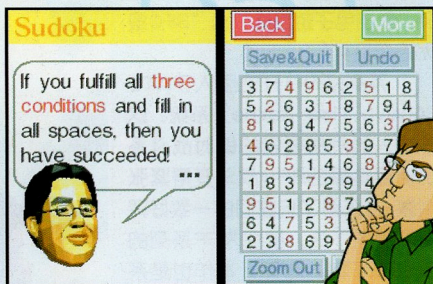 Sudoku
If you fulfill all three
conditions and fill in
all spaces, then you
have succeeded!
...
Back More
Save&Quit Undo
3 7 4 9 6 2 5 1 8
5 2 6 3 1 8 7 9 4
8 1 9 4 7 5 6 3
4 6 2 8 5 3 9 7
7 9 5 1 4 6 8
1 8 3 7 2 9 4
9 5 1 2 8 7
6 4 7 5 3
2 3 8 6 9
Zoom Out